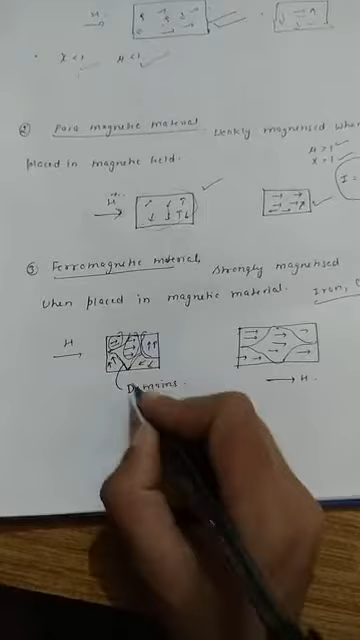 H
χ < 1 μ < 1
② Para magnetic material Weakly magnetised when
placed in magnetic field.
μ > 1
χ = 1
I =
H
③ Ferromagnetic material, strongly magnetised
when placed in magnetic material. Iron,
H
Domains.
H.